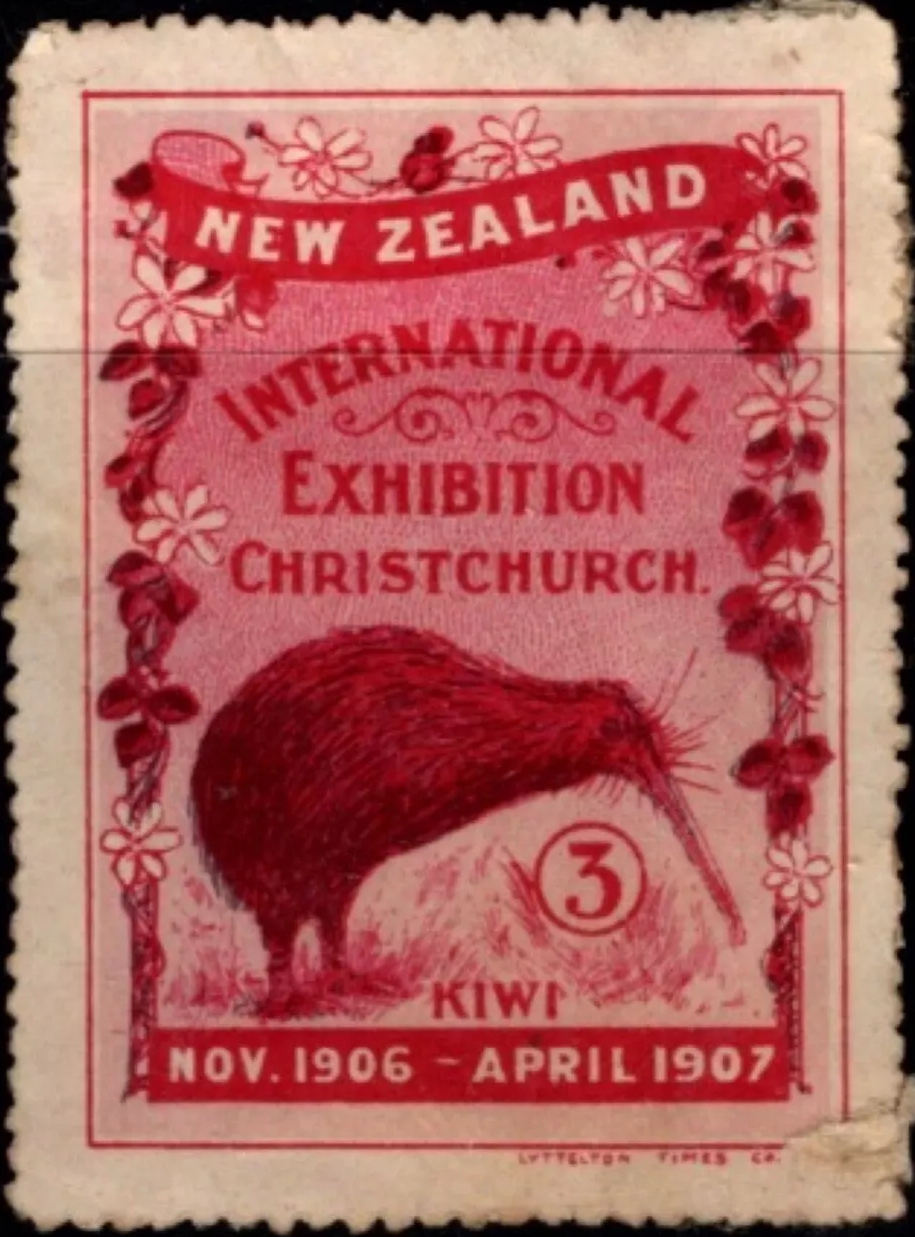 NEW ZEALAND
INTERNATIONAL
EXHIBITION
CHRISTCHURCH.
3
KIWI
NOV. 1906 - APRIL 1907
LYTTELTON TIMES CO.